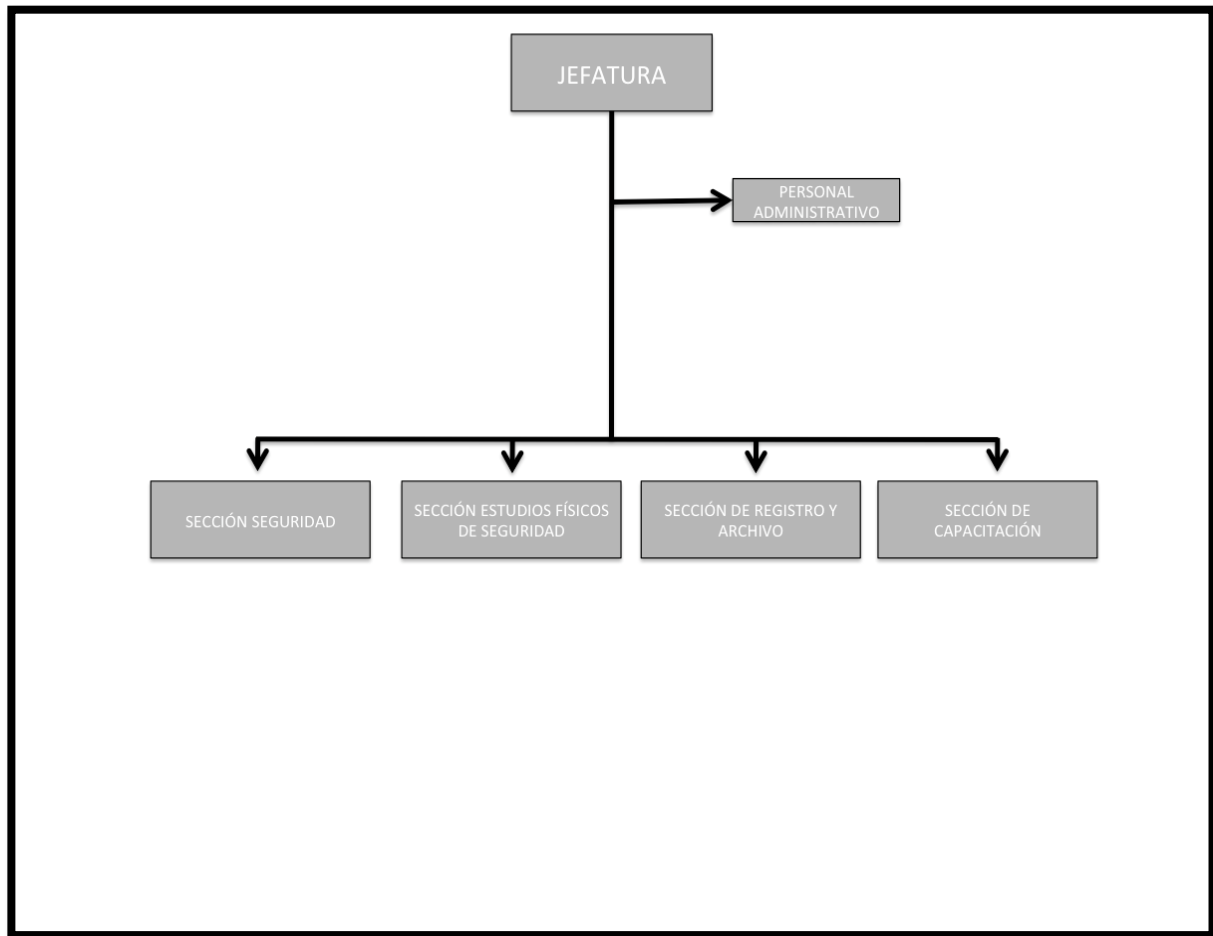 JEFATURA
PERSONAL
ADMINISTRATIVO
SECCIÓN SEGURIDAD
SECCIÓN ESTUDIOS FÍSICOS
DE SEGURIDAD
SECCIÓN DE REGISTRO Y
ARCHIVO
SECCIÓN DE
CAPACITACIÓN